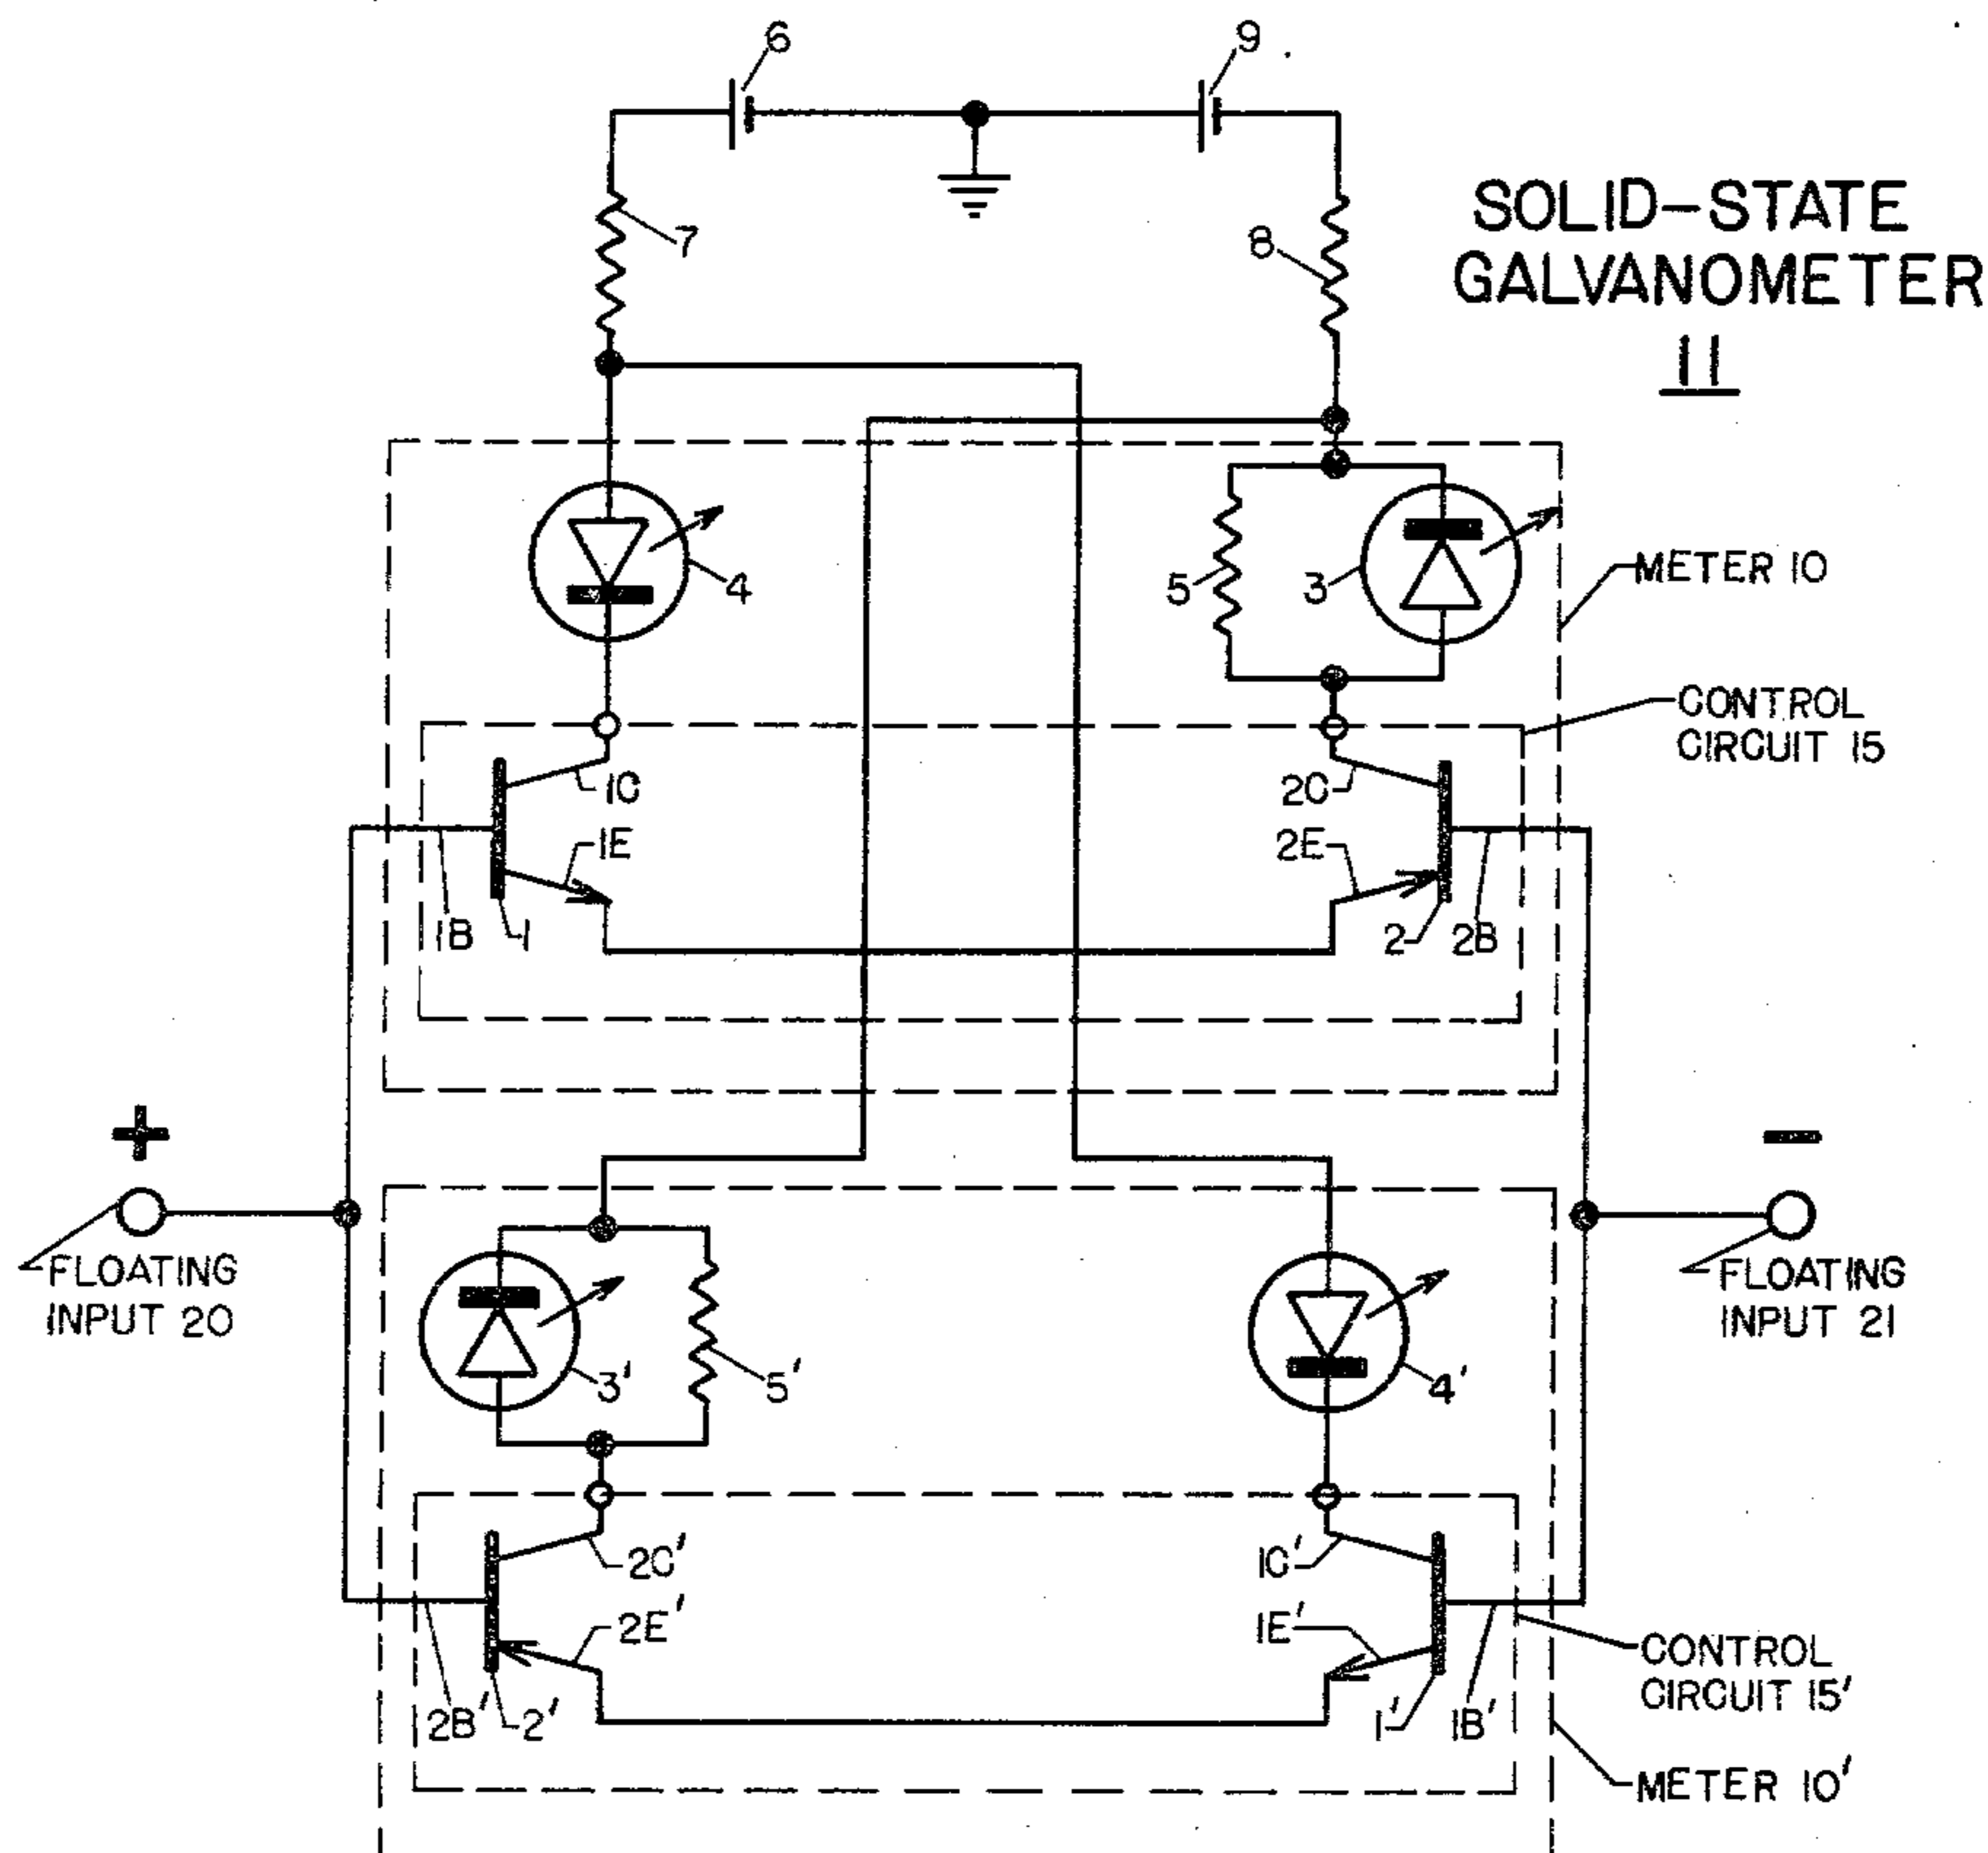 6
9
7
8
SOLID-STATE
GALVANOMETER
11
4
5
3
METER 10
CONTROL
CIRCUIT 15
1C
2C
1E
2E
1B
1
2
2B
+
−
FLOATING
INPUT 20
FLOATING
INPUT 21
3'
5'
4'
2C'
1C'
2E'
1E'
CONTROL
CIRCUIT 15'
2B'
2'
1'
1B'
METER 10'